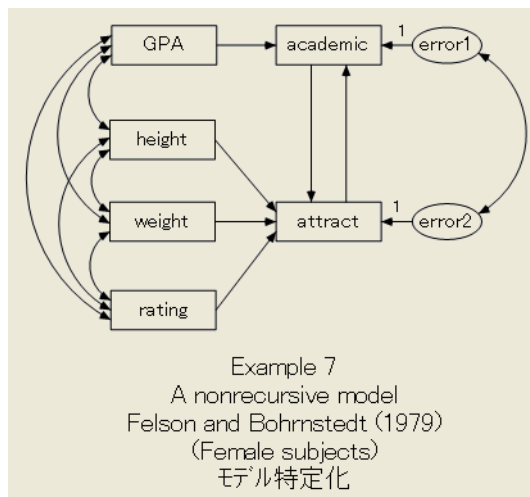 GPA
academic
1
error1
height
weight
attract
1
error2
rating
Example 7
A nonrecursive model
Felson and Bohrnstedt (1979)
(Female subjects)
モデル特定化